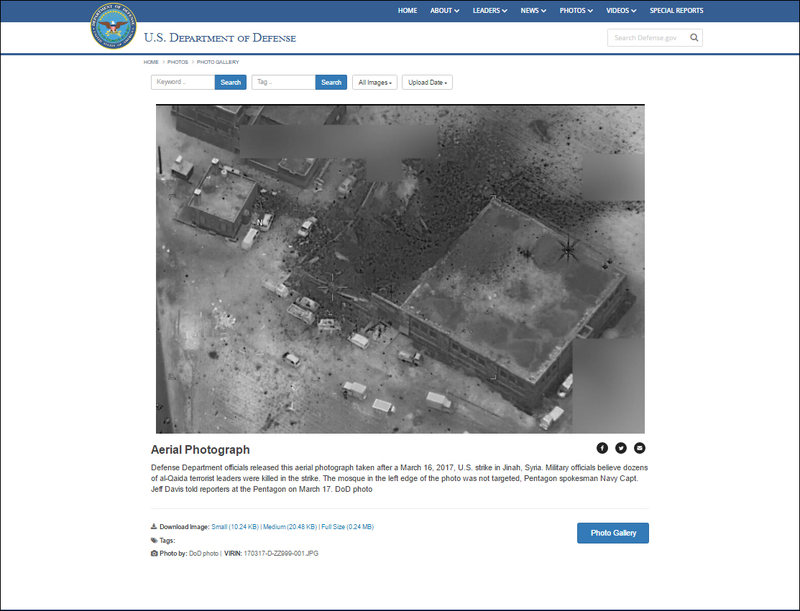 HOME ABOUT LEADERS NEWS PHOTOS VIDEOS SPECIAL REPORTS
U.S. Department of Defense
Search Defense.gov
HOME / PHOTOS / PHOTO GALLERY
Keyword... Search Tag... Search All Images Upload Date
N
Aerial Photograph
Defense Department officials released this aerial photograph taken after a March 16, 2017, U.S. strike in Jinah, Syria. Military officials believe dozens
of al-Qaida terrorist leaders were killed in the strike. The mosque in the left edge of the photo was not targeted, Pentagon spokesman Navy Capt.
Jeff Davis told reporters at the Pentagon on March 17. DoD photo
Download Image: Small (10.24 KB) | Medium (20.48 KB) | Full Size (0.24 MB)
Photo Gallery
Tags:
Photo by: DoD photo | VIRIN: 170317-D-ZZ999-001.JPG